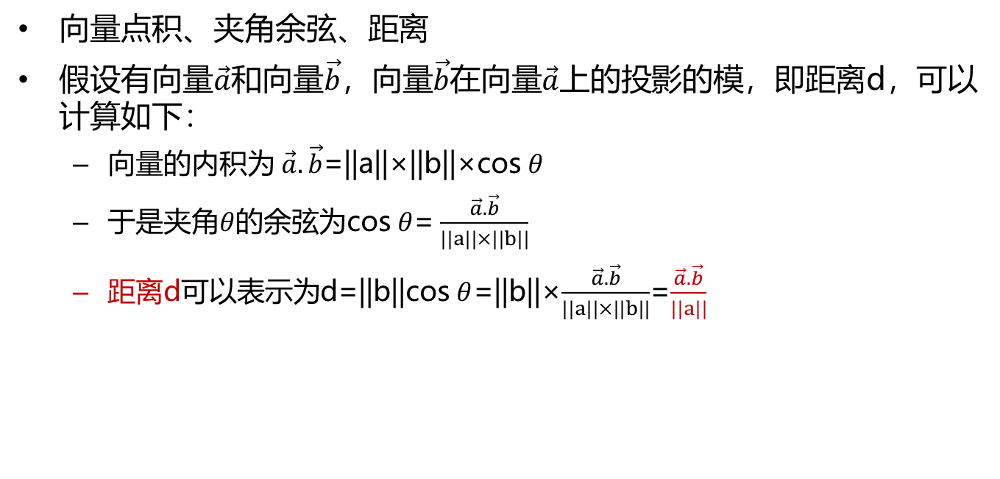 • 向量点积、夹角余弦、距离
• 假设有向量$\vec{a}$和向量$\vec{b}$，向量$\vec{b}$在向量$\vec{a}$上的投影的模，即距离d，可以
计算如下：
– 向量的内积为 $\vec{a}.\vec{b}$=||a||×||b||×cos $\theta$
– 于是夹角$\theta$的余弦为cos $\theta$= $\frac{\vec{a}.\vec{b}}{||a||×||b||}$
– 距离d可以表示为d=||b||cos $\theta$=||b||×$\frac{\vec{a}.\vec{b}}{||a||×||b||}$=$\frac{\vec{a}.\vec{b}}{||a||}$